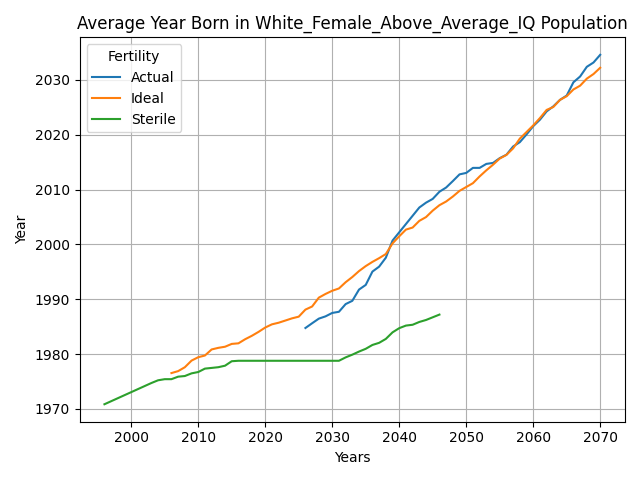 Average Year Born in White_Female_Above_Average_IQ Population
Fertility
Actual
Ideal
Sterile
Year
2030
2020
2010
2000
1990
1980
1970
2000 2010 2020 2030 2040 2050 2060 2070
Years